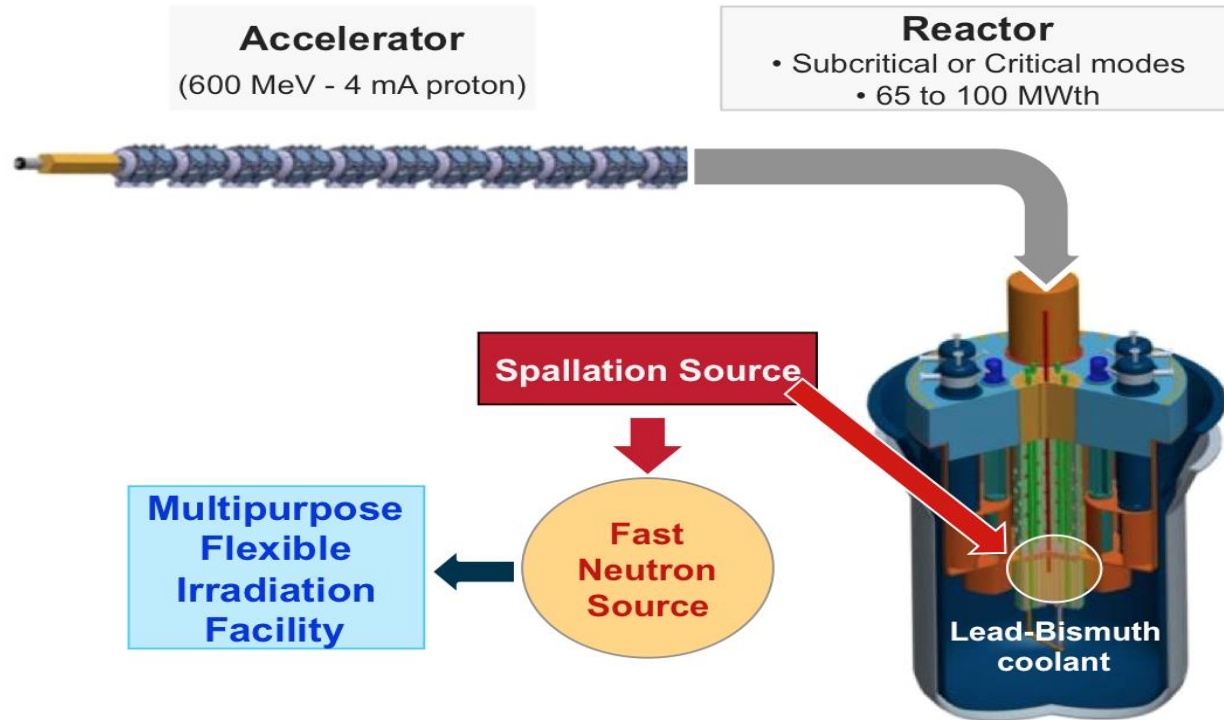 Accelerator
(600 MeV - 4 mA proton)
Reactor
• Subcritical or Critical modes
• 65 to 100 MWth
Spallation Source
Multipurpose
Flexible
Irradiation
Facility
Fast
Neutron
Source
Lead-Bismuth
coolant